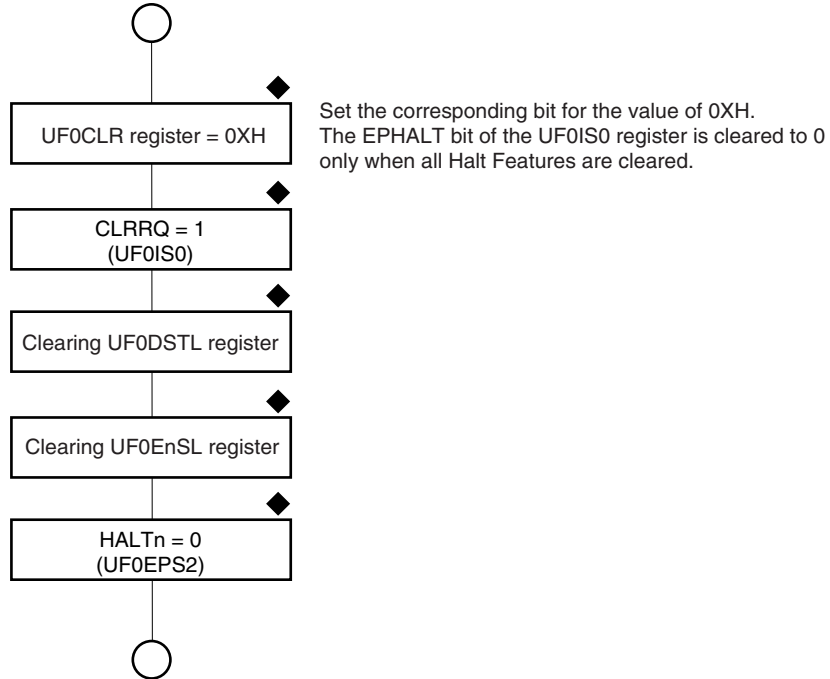 UF0CLR register = 0XH
Set the corresponding bit for the value of 0XH.
The EPHALT bit of the UF0IS0 register is cleared to 0
only when all Halt Features are cleared.
CLRRQ = 1
(UF0IS0)
Clearing UF0DSTL register
Clearing UF0EnSL register
HALTn = 0
(UF0EPS2)